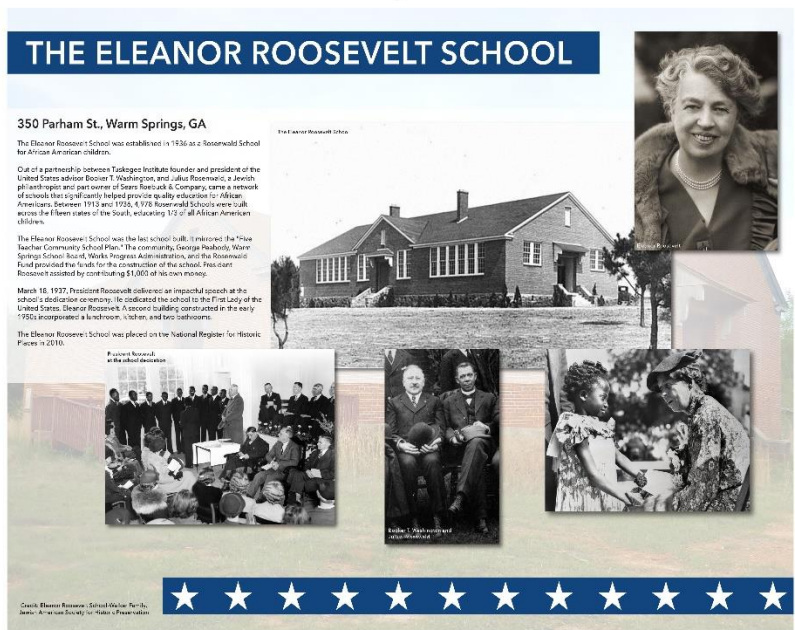 THE ELEANOR ROOSEVELT SCHOOL
350 Parham St., Warm Springs, GA
The Eleanor Roosevelt School was established in 1936 as a Rosenwald School
for African American children.
Out of a partnership between Tuskegee Institute founder and president of the
United States advisor Booker T. Washington, and Julius Rosenwald, a Jewish
philanthropist and part owner of Sears Roebuck & Company, came a network
of schools that significantly helped provide quality education for African
Americans. Between 1913 and 1936, 4,978 Rosenwald Schools were built
across the fifteen states of the South, educating 1/3 of all African American
children.
The Eleanor Roosevelt School was the last school built. It mirrored the "Five
Teacher Community School Plan." The community, George Peabody, Warm
Springs School Board, Works Progress Administration, and the Rosenwald
Fund provided the funds for the construction of the school. President
Roosevelt assisted by contributing $1,000 of his own money.
March 18, 1937, President Roosevelt delivered an impactful speech at the
school's dedication ceremony. He dedicated the school to the First Lady of the
United States, Eleanor Roosevelt. A second building constructed in the early
1950s incorporated a lunchroom, kitchen, and two bathrooms.
The Eleanor Roosevelt School was placed on the National Register for Historic
Places in 2010.
The Eleanor Roosevelt School
Eleanor Roosevelt
President Roosevelt
at the school dedication
Booker T. Washington and
Julius Rosenwald
Credit: Eleanor Roosevelt School-Walker Family,
Jewish American Society for Historic Preservation